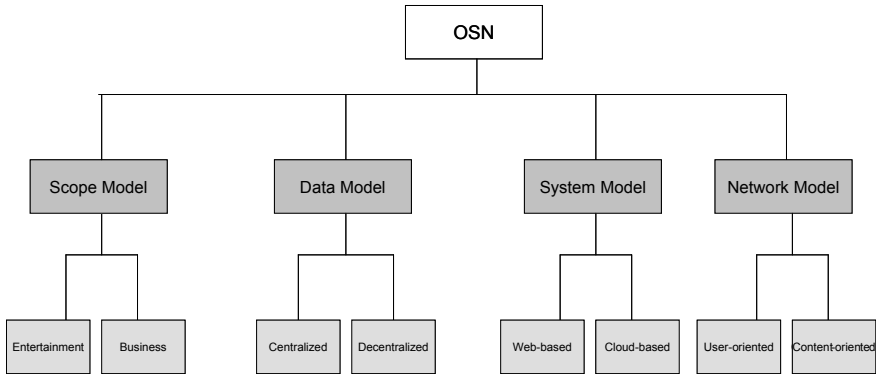 OSN
Scope Model
Data Model
System Model
Network Model
Entertainment
Business
Centralized
Decentralized
Web-based
Cloud-based
User-oriented
Content-oriented